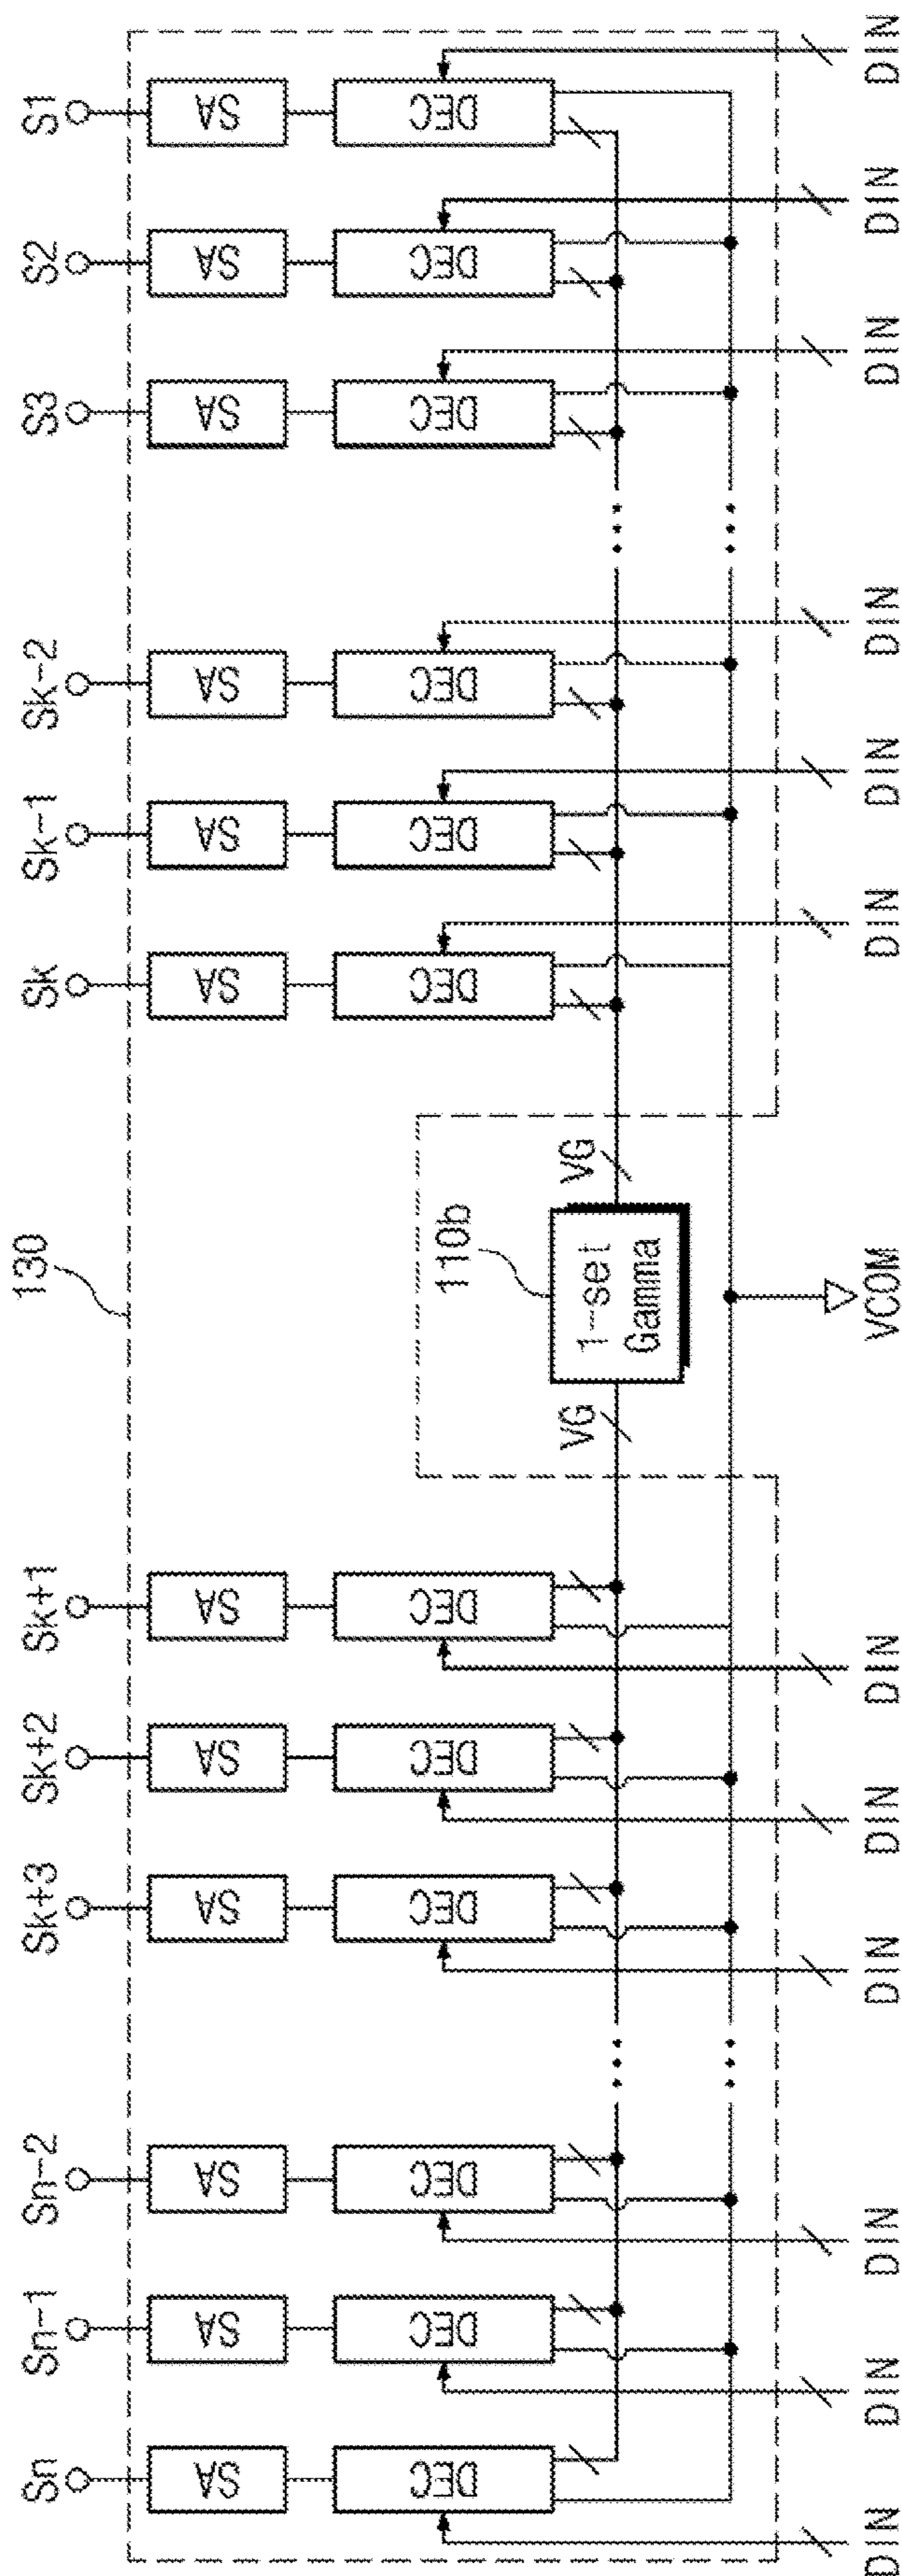 130
Sn
Sn-1
Sn-2
Sk+3
Sk+2
Sk+1
Sk
Sk-1
Sk-2
S3
S2
S1
SA
SA
SA
SA
SA
SA
SA
SA
SA
SA
SA
SA
DEC
DEC
DEC
DEC
DEC
DEC
DEC
DEC
DEC
DEC
DEC
DEC
110b
VG
1-set
Gamma
VG
DIN
DIN
DIN
DIN
DIN
DIN
VCOM
DIN
DIN
DIN
DIN
DIN
DIN